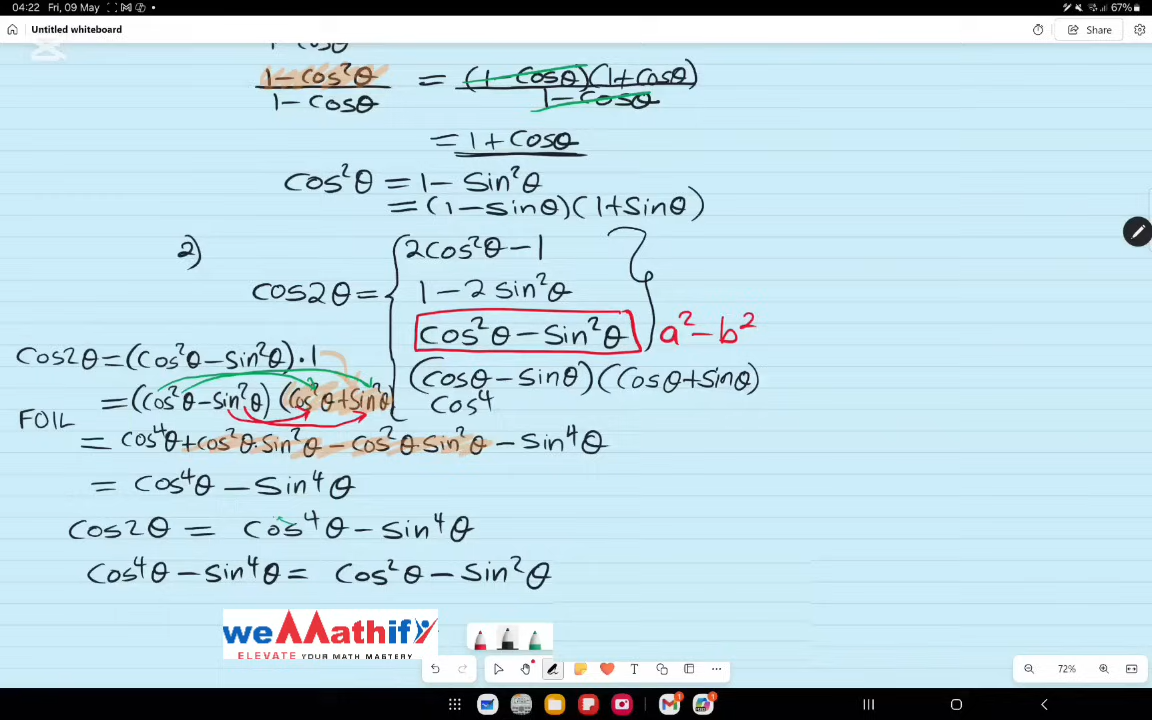 04:22 Fri, 09 May 67%
Untitled whiteboard Share
1-cosθ
1-cos²θ / 1-cosθ = (1-cosθ)(1+cosθ) / 1-cosθ
= 1+cosθ
cos²θ = 1-sin²θ
= (1-sinθ)(1+sinθ)
2)
cos2θ = { 2cos²θ-1
1-2sin²θ
cos²θ-sin²θ } a²-b²
(cosθ-sinθ)(cosθ+sinθ)
cos⁴
cos2θ = (cos²θ-sin²θ)·1
= (cos²θ-sin²θ)(cos²θ+sin²θ)
FOIL
= cos⁴θ+cos²θ·sin²θ-cos²θ·sin²θ-sin⁴θ
= cos⁴θ-sin⁴θ
cos2θ = cos⁴θ-sin⁴θ
cos⁴θ-sin⁴θ = cos²θ-sin²θ
weMathify
ELEVATE YOUR MATH MASTERY
T 72%